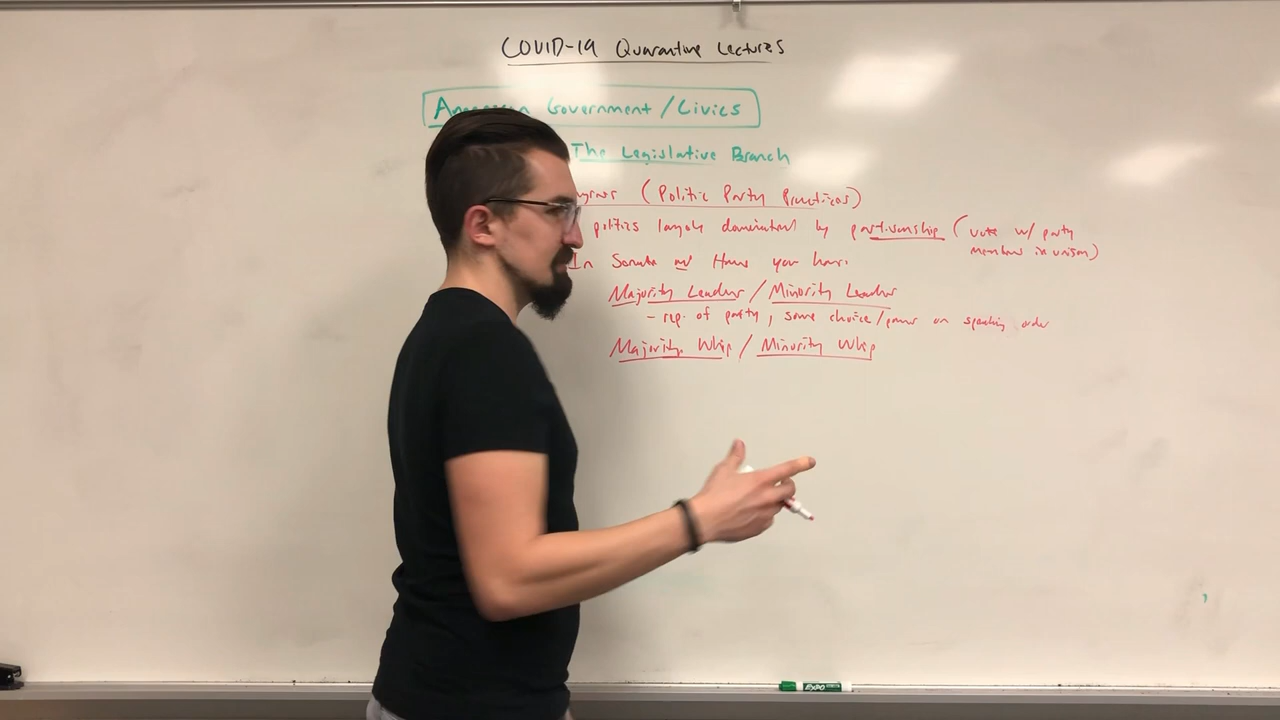 COVID-19 Quarantine Lectures
American Government / Civics
The Legislative Branch
(Politic Party Practices)
politics largely dominated by partisanship (vote w/ party
members in unison)
In Senate and House you have:
Majority Leader / Minority Leader
- rep. of party, some choice/power on speaking order
Majority Whip / Minority Whip
EXPO